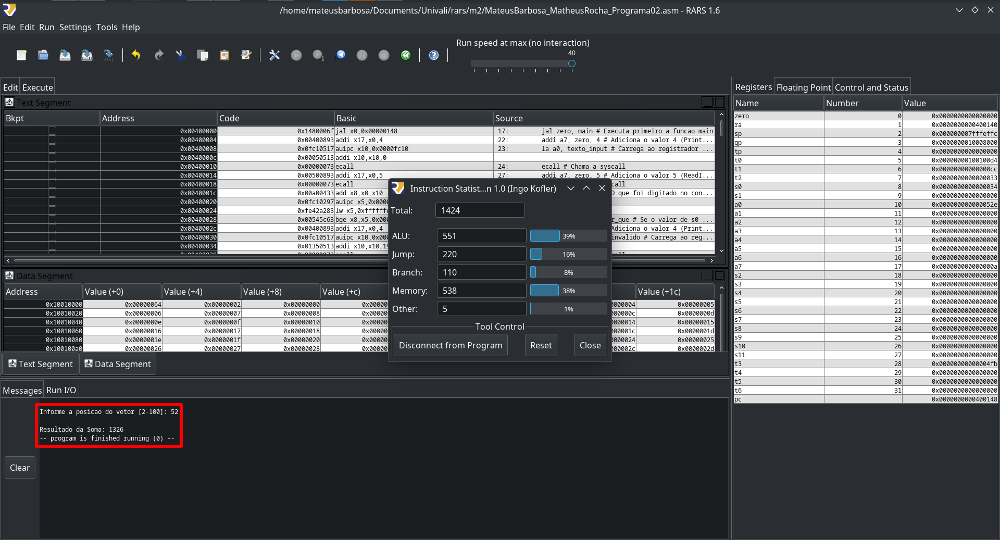 /home/mateusbarbosa/Documents/Univali/rars/m2/MateusBarbosa_MatheusRocha_Programa02.asm - RARS 1.6
File Edit Run Settings Tools Help
Run speed at max (no interaction)
40
Edit Execute
Text Segment
Bkpt Address Code Basic Source
0x00400000 0x1480006f jal x0,0x00000148 17: jal zero, main # Executa primeiro a funcao main
0x00400004 0x00400893 addi x17,x0,4 22: addi a7, zero, 4 # Adiciona o valor 4 (Print...
0x00400008 0x0fc10517 auipc x10,0x0000fc10 23: la a0, texto_input # Carrega ao registrador ...
0x0040000c 0x00050513 addi x10,x10,0
0x00400010 0x00000073 ecall 24: ecall # Chama a syscall
0x00400014 0x00500893 addi x17,x0,5 27: addi a7, zero, 5 # Adiciona o valor 5 (ReadI...
0x00400018 0x00000073 ecall call
0x0040001c 0x00a00433 add x8,x0,x10 O que foi digitado no con...
0x00400020 0x0fc10297 auipc x5,0x0000
0x00400024 0xfe42a283 lw x5,0xffffffe
0x00400028 0x00545c63 bge x8,x5,0x000 r_que # Se o valor de s0 ...
0x0040002c 0x00400893 addi x17,x0,4 Adiciona o valor 4 (Print...
0x00400030 0x0fc10517 auipc x10,0x000 invalido # Carrega ao reg...
0x00400034 0x01350513 addi x10,x10,19
Data Segment
Address Value (+0) Value (+4) Value (+8) Value (+c) Value (+1c)
0x10010000 0x00000064 0x00000002 0x00000000 0x0000 0000004 0x00000005
0x10010020 0x00000006 0x00000007 0x00000008 0x0000 000000c 0x0000000d
0x10010040 0x0000000e 0x0000000f 0x00000010 0x0000 0000014 0x00000015
0x10010060 0x00000016 0x00000017 0x00000018 0x0000 000001c 0x0000001d
0x10010080 0x0000001e 0x0000001f 0x00000020 0x0000 0000024 0x00000025
0x100100a0 0x00000026 0x00000027 0x00000028 0x0000 000002c 0x0000002d
Text Segment Data Segment
Instruction Statist...n 1.0 (Ingo Kofler)
Total: 1424
ALU: 551 39%
Jump: 220 16%
Branch: 110 8%
Memory: 538 38%
Other: 5 1%
Tool Control
Disconnect from Program Reset Close
Messages Run I/O
Informe a posicao do vetor [2-100]: 52
Resultado da Soma: 1326
-- program is finished running (0) --
Clear
Registers Floating Point Control and Status
Name Number Value
zero 0 0x0000000000000000
ra 1 0x0000000000400140
sp 2 0x000000007fffeffc
gp 3 0x0000000010008000
tp 4 0x0000000000000000
t0 5 0x00000000100100d4
t1 6 0x00000000000000cc
t2 7 0x0000000000000033
s0 8 0x0000000000000034
s1 9 0x0000000000000000
a0 10 0x000000000000052e
a1 11 0x0000000000000000
a2 12 0x0000000000000000
a3 13 0x0000000000000000
a4 14 0x0000000000000000
a5 15 0x0000000000000000
a6 16 0x0000000000000000
a7 17 0x000000000000000a
s2 18 0x0000000000000000
s3 19 0x0000000000000000
s4 20 0x0000000000000000
s5 21 0x0000000000000000
s6 22 0x0000000000000000
s7 23 0x0000000000000000
s8 24 0x0000000000000000
s9 25 0x0000000000000000
s10 26 0x0000000000000000
s11 27 0x0000000000000000
t3 28 0x00000000000004fb
t4 29 0x0000000000000000
t5 30 0x0000000000000000
t6 31 0x0000000000000000
pc 0x0000000000400148